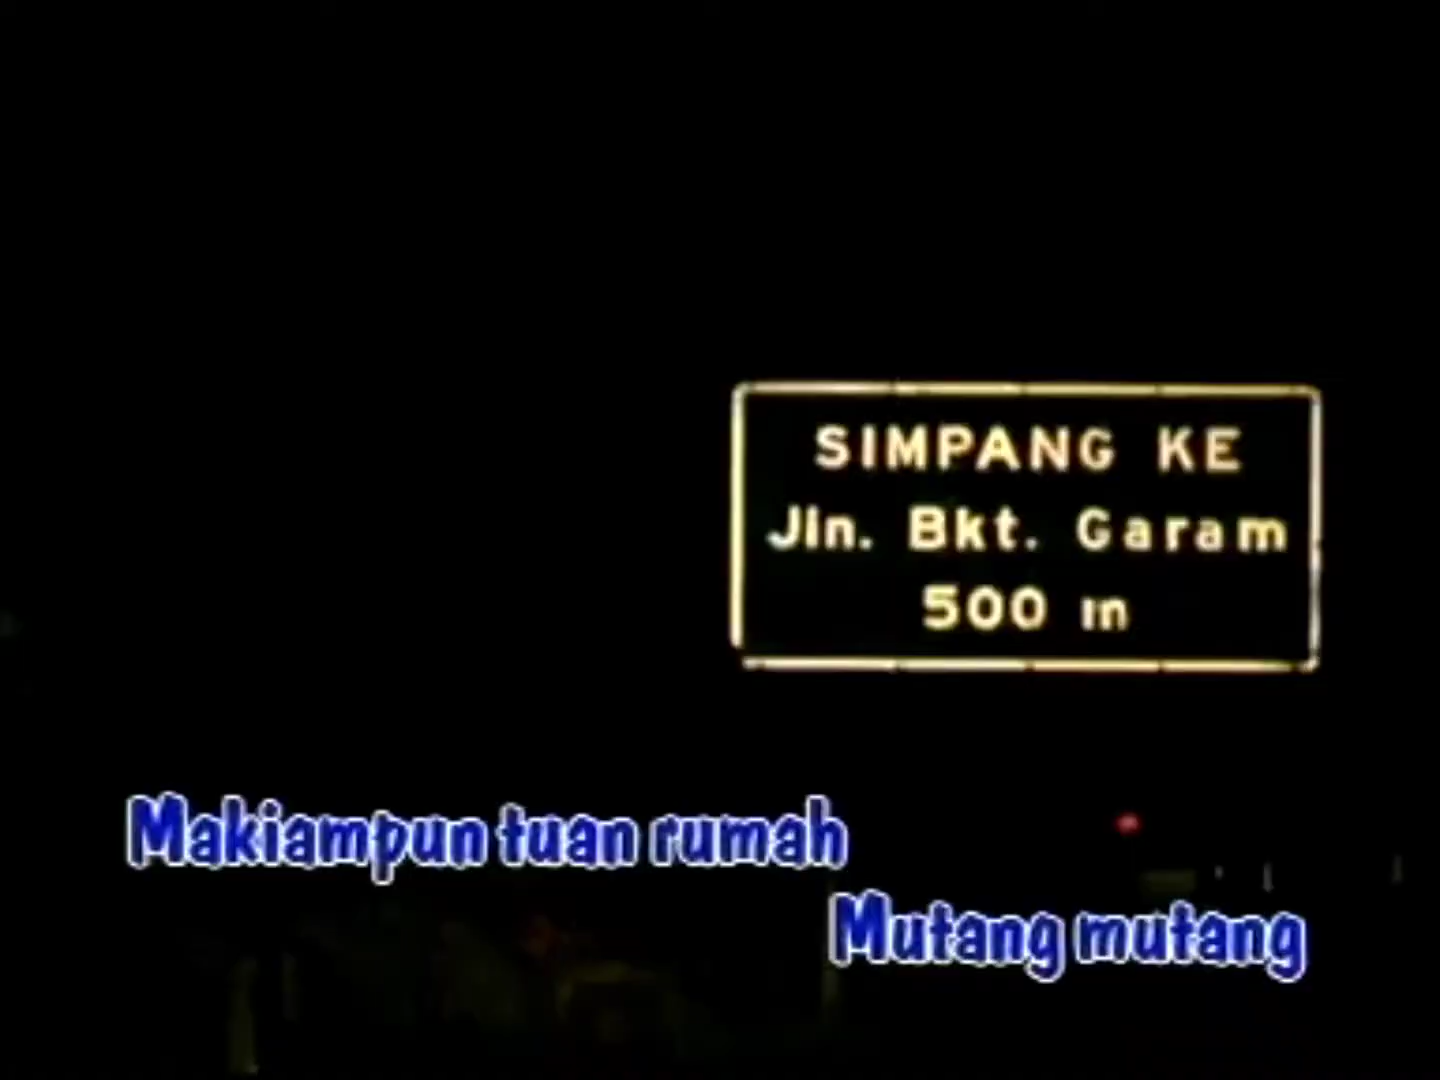 SIMPANG KE
Jln. Bkt. Garam
500 m
Makiampun tuan rumah
Mutang mutang